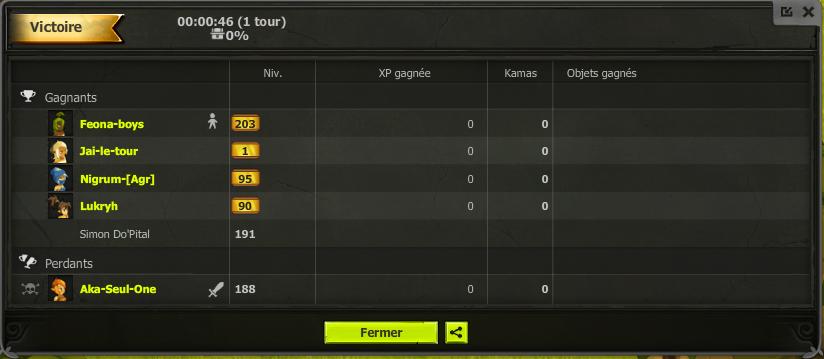 Victoire
00:00:46 (1 tour)
0%
Niv. XP gagnée Kamas Objets gagnés
Gagnants
Feona-boys 203 0 0
Jai-le-tour 1 0 0
Nigrum-[Agr] 95 0 0
Lukryh 90 0 0
Simon Do'Pital 191
Perdants
Aka-Seul-One 188 0 0
Fermer